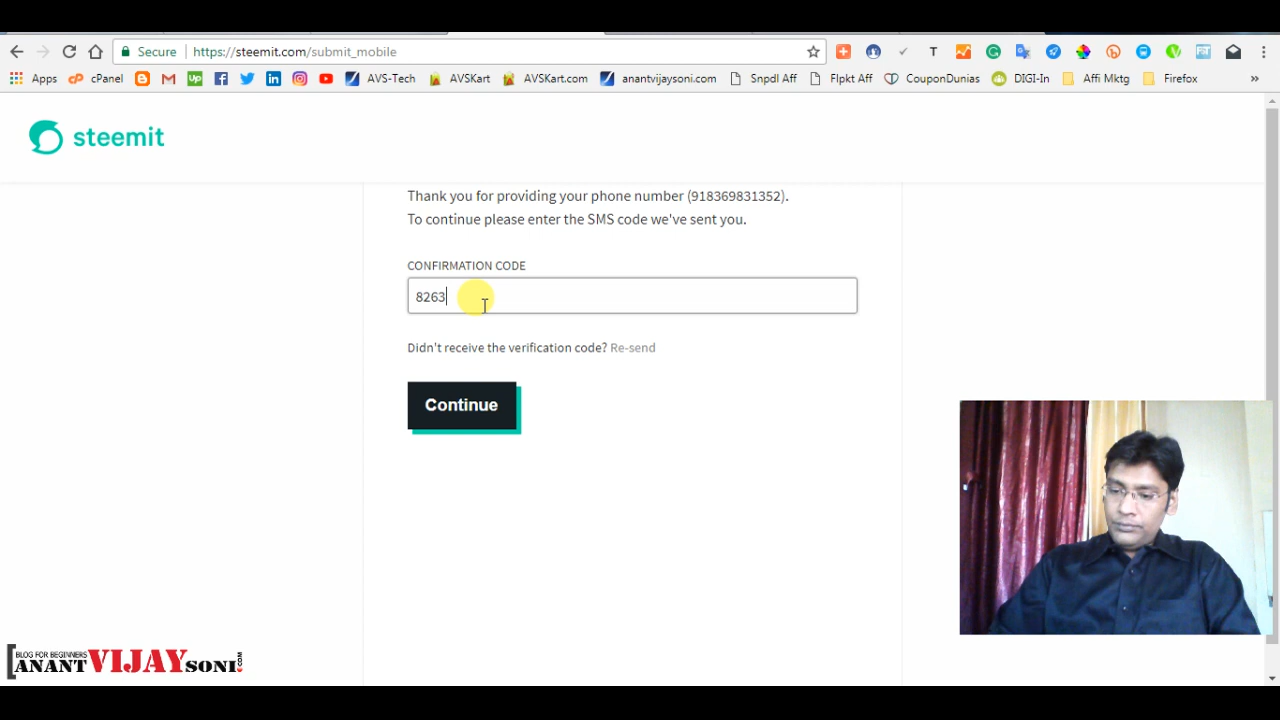 Secure
https://steemit.com/submit_mobile
Apps
cPanel
AVS-Tech
AVSKart
AVSKart.com
anantvijaysoni.com
Snpdl Aff
Flpkt Aff
CouponDunias
DIGI-In
Affi Mktg
Firefox
»
steemit
Thank you for providing your phone number (918369831352).
To continue please enter the SMS code we've sent you.
CONFIRMATION CODE
8263
Didn't receive the verification code? Re-send
Continue
BLOG FOR BEGINNERS
[ANANTVIJAYSONI.COM